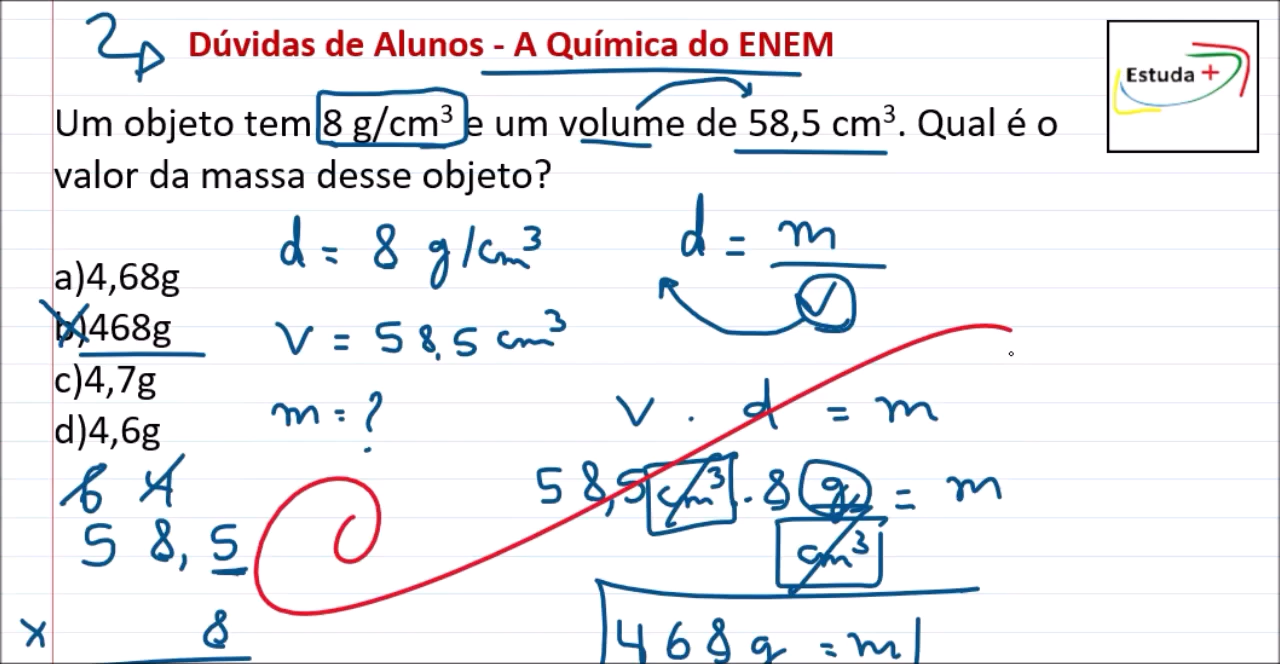 Dúvidas de Alunos - A Química do ENEM
Estuda +
Um objeto tem 8 g/cm³ e um volume de 58,5 cm³. Qual é o
valor da massa desse objeto?
a)4,68g
b)468g
c)4,7g
d)4,6g
d = 8 g/cm³
V = 58,5 cm³
m = ?
6 4
58,5
x 8
d = m
V
V . d = m
58,5 cm³ . 8 g = m
cm³
468 g = m